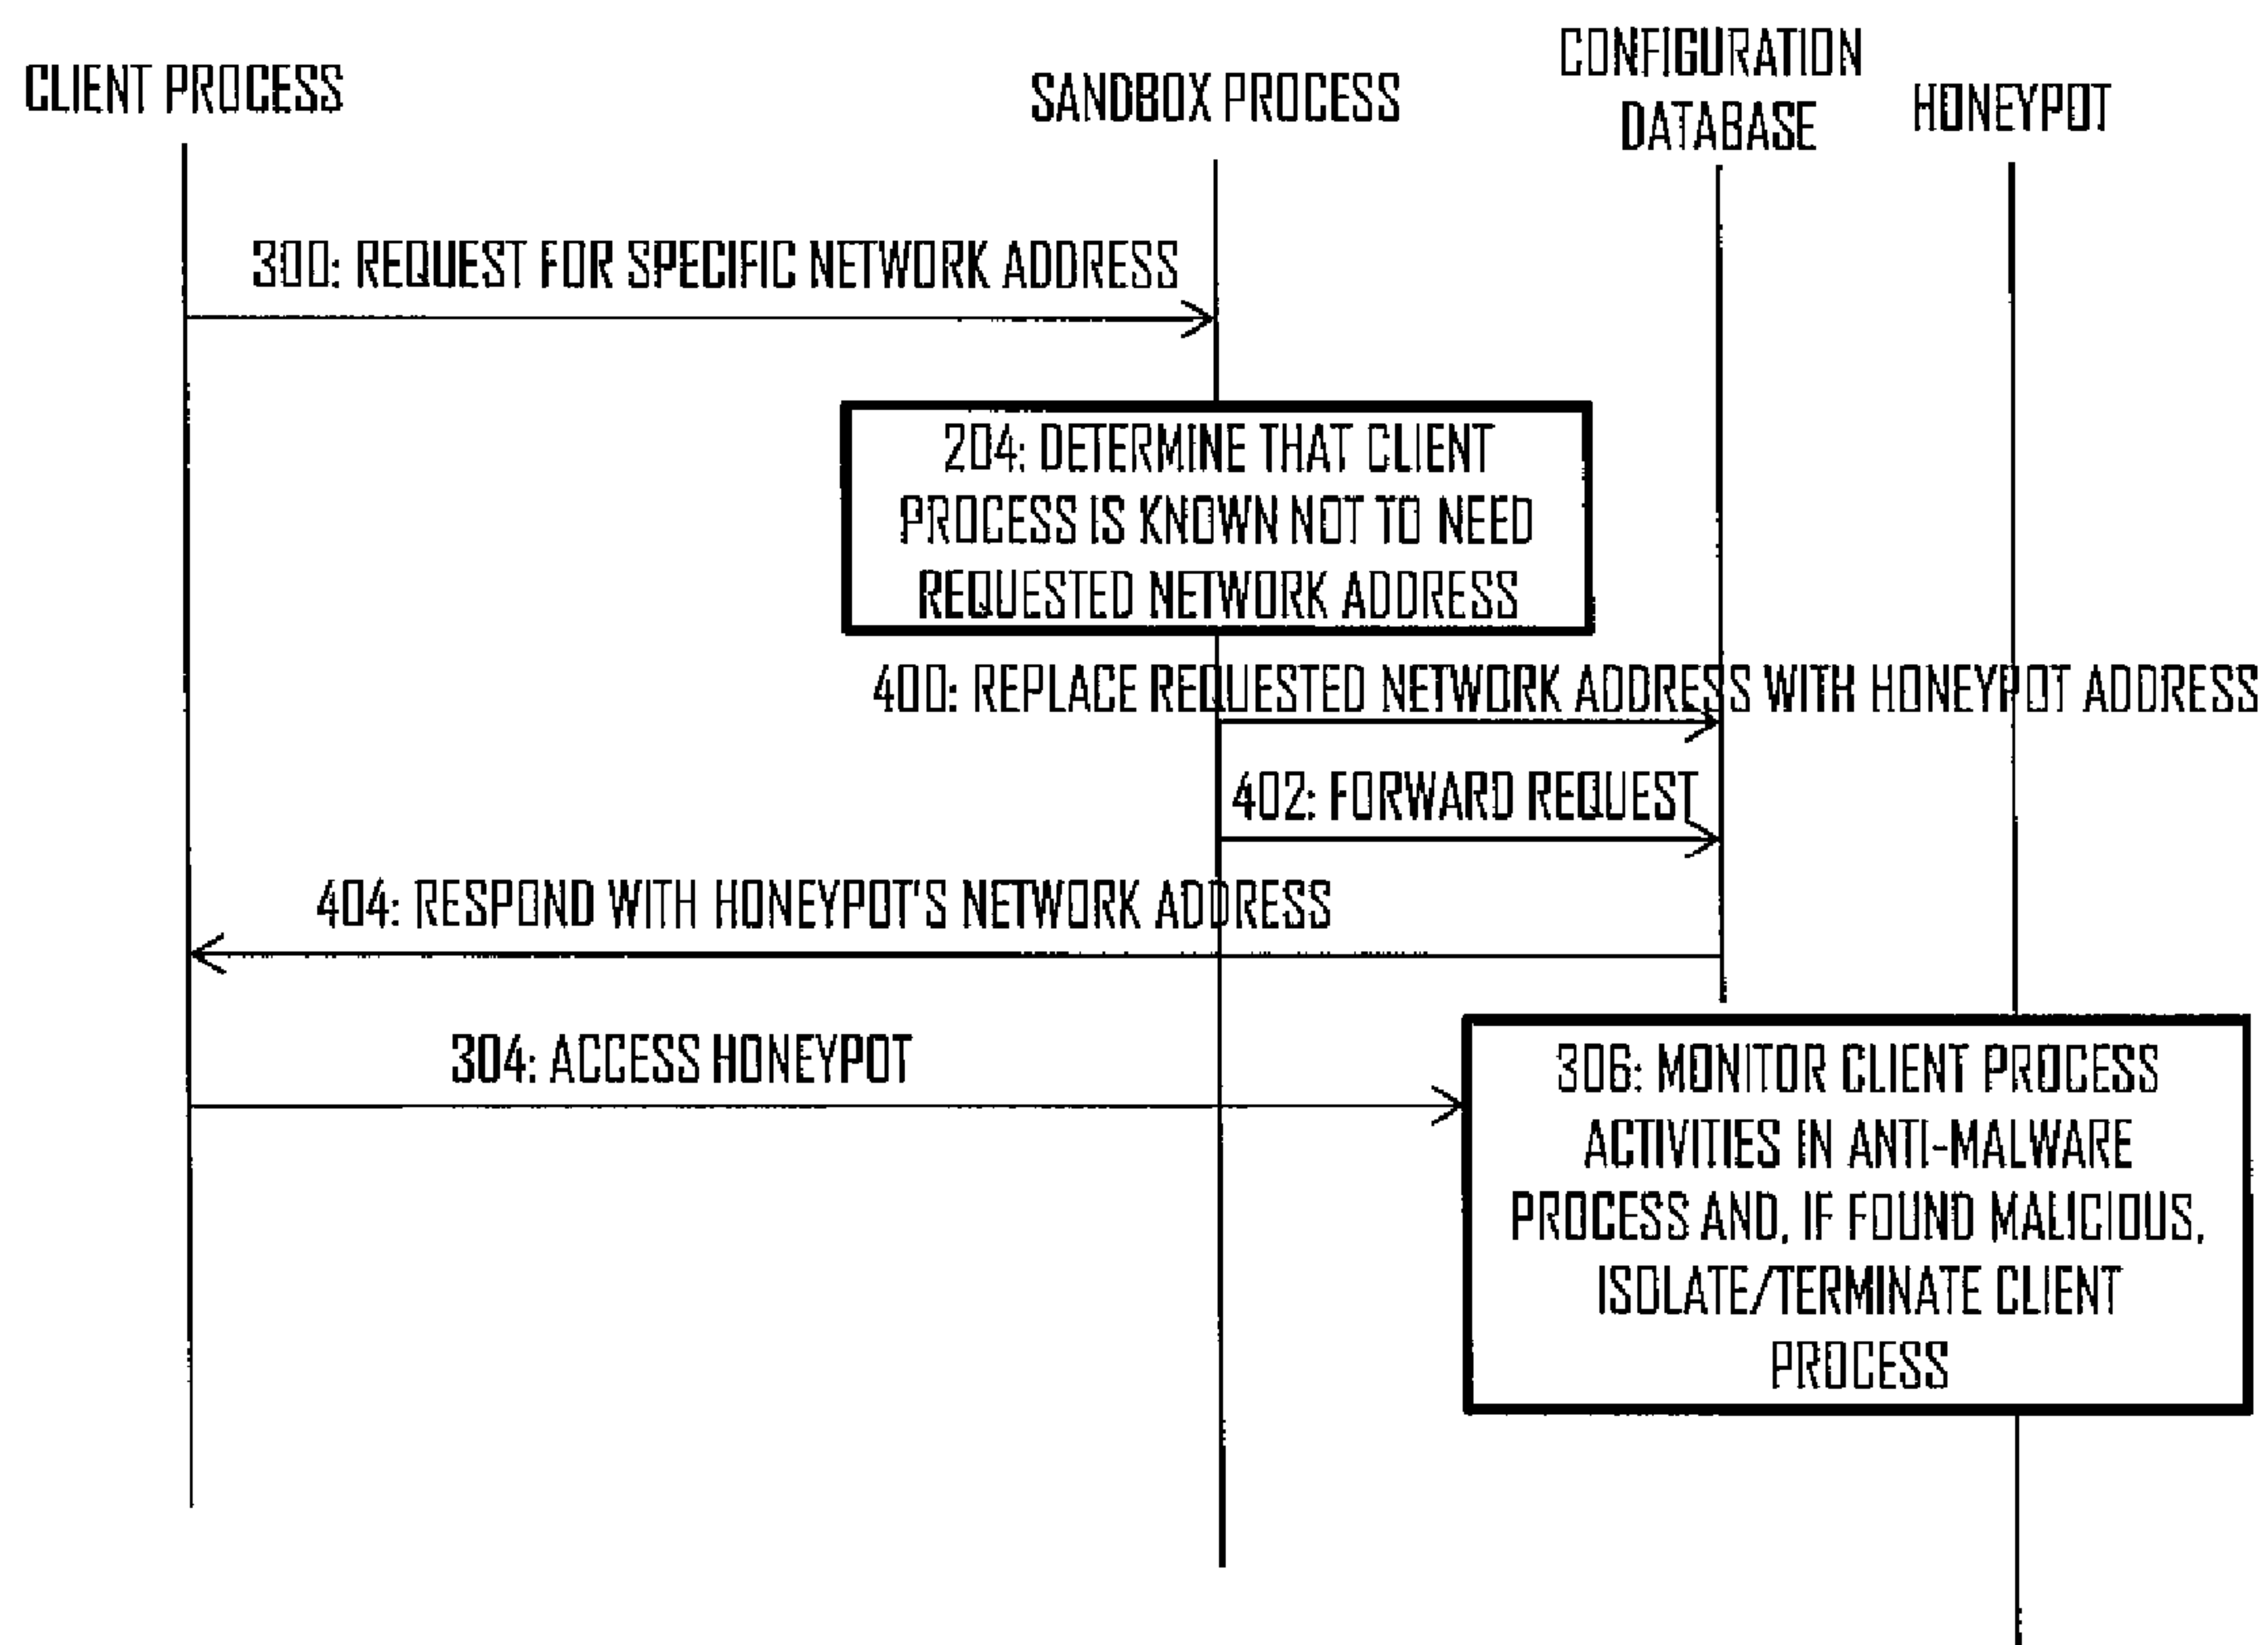 CLIENT PROCESS
SANDBOX PROCESS
CONFIGURATION
DATABASE
HONEYPOT
300: REQUEST FOR SPECIFIC NETWORK ADDRESS
204: DETERMINE THAT CLIENT
PROCESS IS KNOWN NOT TO NEED
REQUESTED NETWORK ADDRESS
400: REPLACE REQUESTED NETWORK ADDRESS WITH HONEYPOT ADDRESS
402: FORWARD REQUEST
404: RESPOND WITH HONEYPOT'S NETWORK ADDRESS
304: ACCESS HONEYPOT
306: MONITOR CLIENT PROCESS
ACTIVITIES IN ANTI-MALWARE
PROCESS AND, IF FOUND MALICIOUS,
ISOLATE/TERMINATE CLIENT
PROCESS